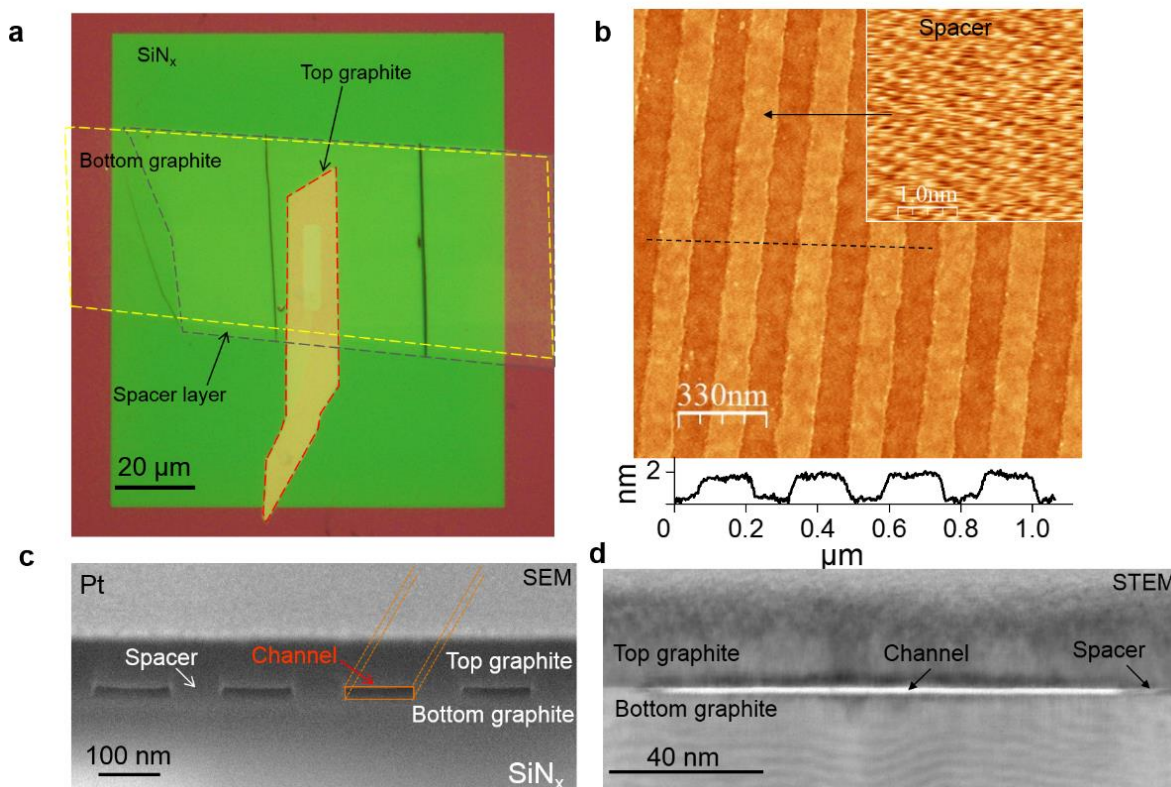 a
SiNx
Top graphite
Bottom graphite
Spacer layer
20 µm
b
Spacer
1.0nm
330nm
nm
2
0 0.2 0.4 0.6 0.8 1.0
µm
c
Pt
SEM
Spacer
Channel
Top graphite
Bottom graphite
100 nm
SiNx
d
STEM
Top graphite
Channel
Spacer
Bottom graphite
40 nm